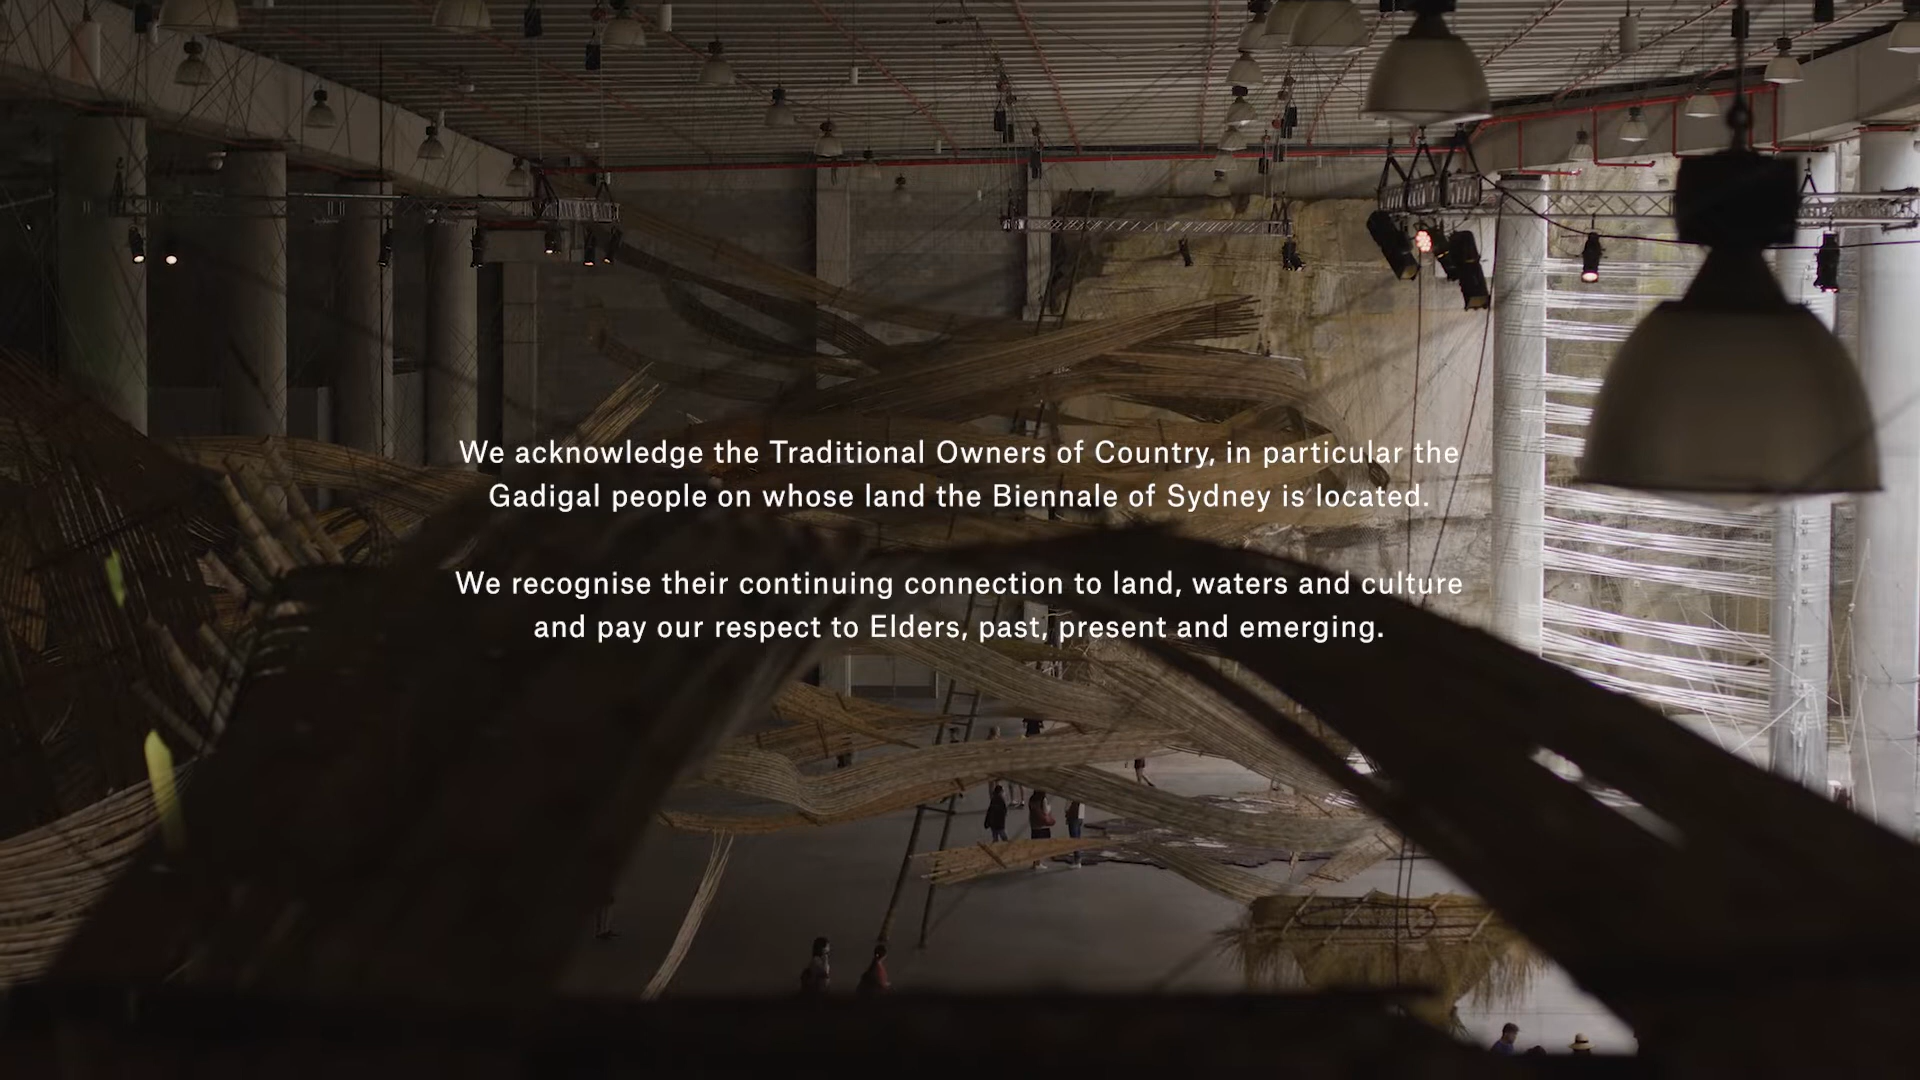 We acknowledge the Traditional Owners of Country, in particular the
Gadigal people on whose land the Biennale of Sydney is located.
We recognise their continuing connection to land, waters and culture
and pay our respect to Elders, past, present and emerging.